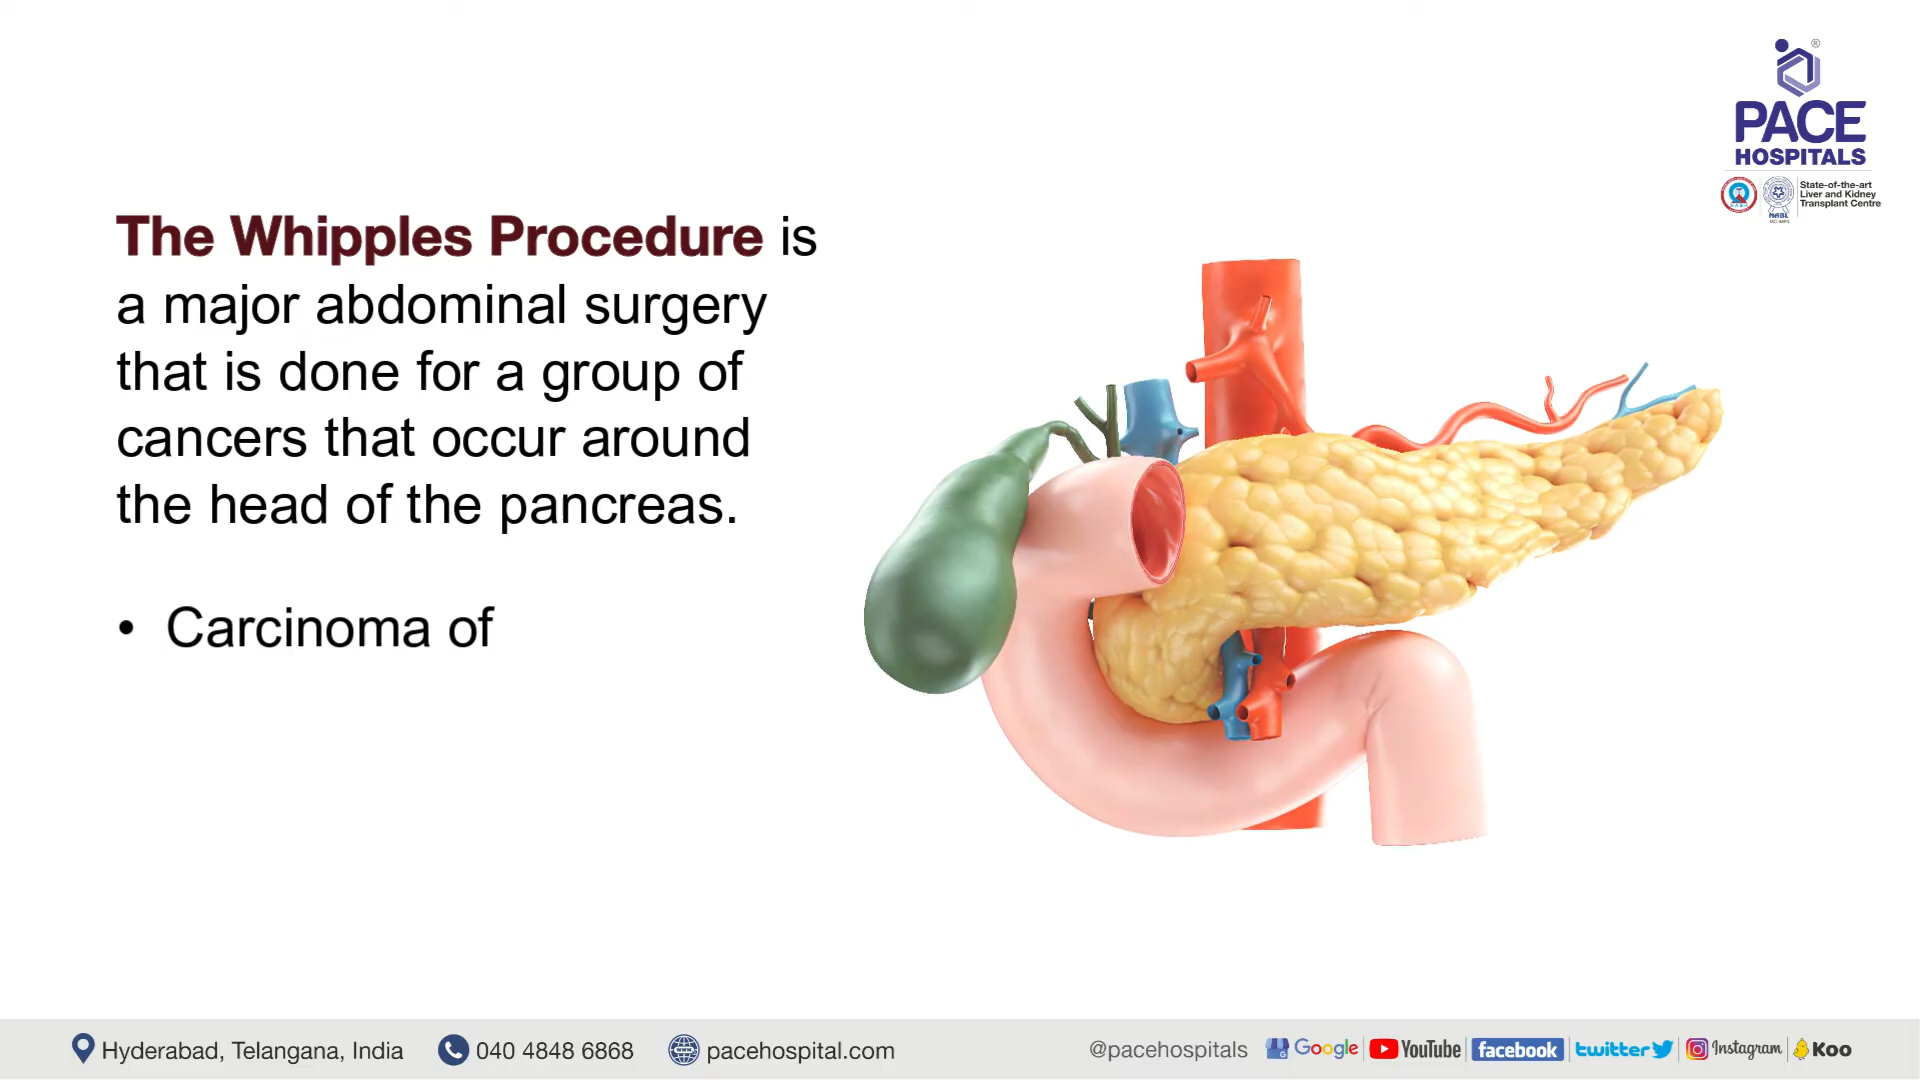 PACE
HOSPITALS
State-of-the-art
Liver and Kidney
Transplant Centre
NABL
The Whipples Procedure is
a major abdominal surgery
that is done for a group of
cancers that occur around
the head of the pancreas.
• Carcinoma of
Hyderabad, Telangana, India 040 4848 6868 pacehospital.com @pacehospitals Google YouTube facebook twitter Instagram Koo